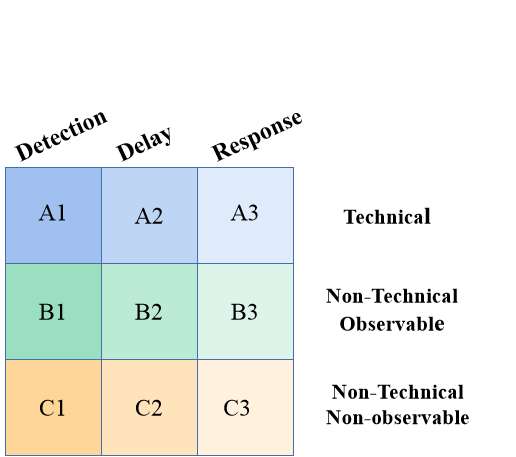 Detection Delay Response
A1 A2 A3 Technical
B1 B2 B3 Non-Technical
Observable
C1 C2 C3 Non-Technical
Non-observable